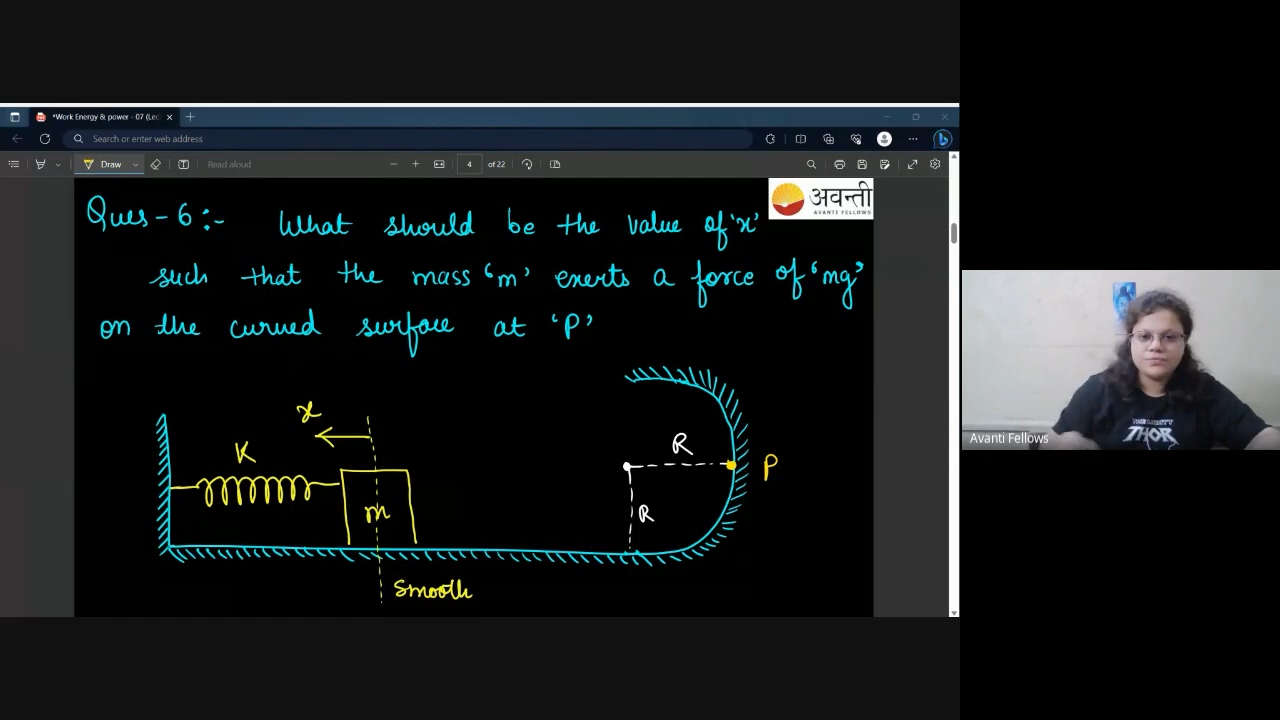 *Work Energy & power - 07 (Lec
Search or enter web address
Draw
Read aloud
4 of 22
अवन्ती
AVANTI FELLOWS
Ques - 6 :- What should be the value of 'x'
such that the mass 'm' exerts a force of 'mg'
on the curved surface at 'P'
x
K
m
Smooth
R
R
P
THOR
Avanti Fellows